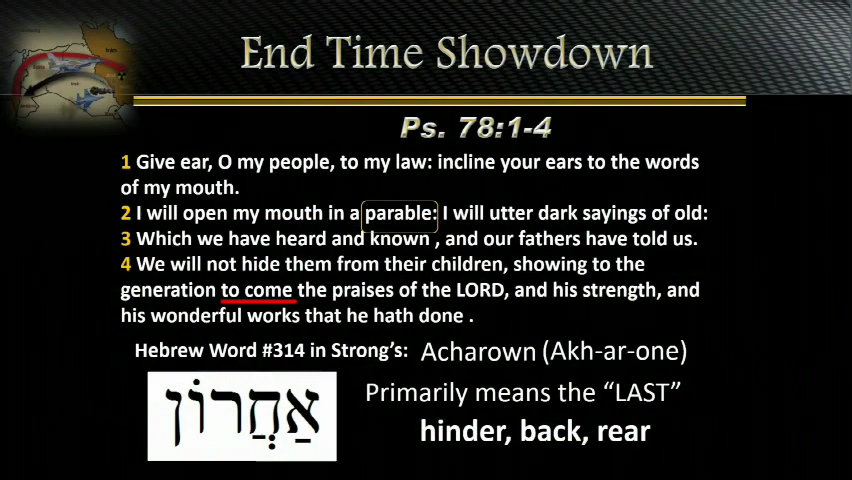 End Time Showdown
Ps. 78:1-4
1 Give ear, O my people, to my law: incline your ears to the words
of my mouth.
2 I will open my mouth in a parable: I will utter dark sayings of old:
3 Which we have heard and known , and our fathers have told us.
4 We will not hide them from their children, showing to the
generation to come the praises of the LORD, and his strength, and
his wonderful works that he hath done .
Hebrew Word #314 in Strong's: Acharown (Akh-ar-one)
אַחֲרוֹן
Primarily means the “LAST”
hinder, back, rear